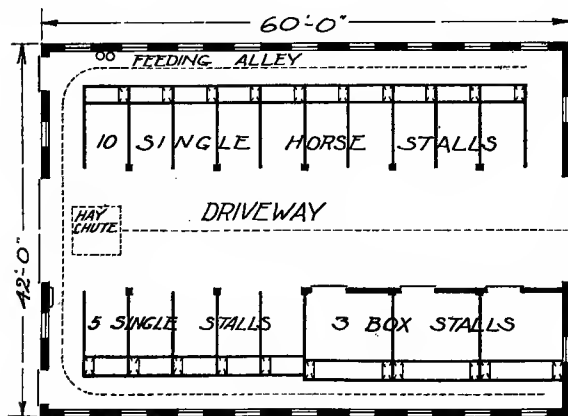 60'-0"
FEEDING ALLEY
10 SINGLE HORSE STALLS
HAY
CHUTE
DRIVEWAY
42'-0"
5 SINGLE STALLS
3 BOX STALLS